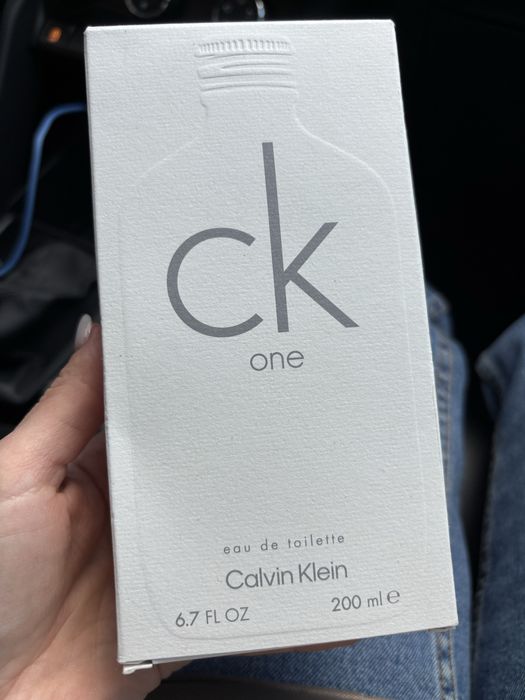 ck
one
eau de toilette
Calvin Klein
6.7 FL OZ 200 ml ℮